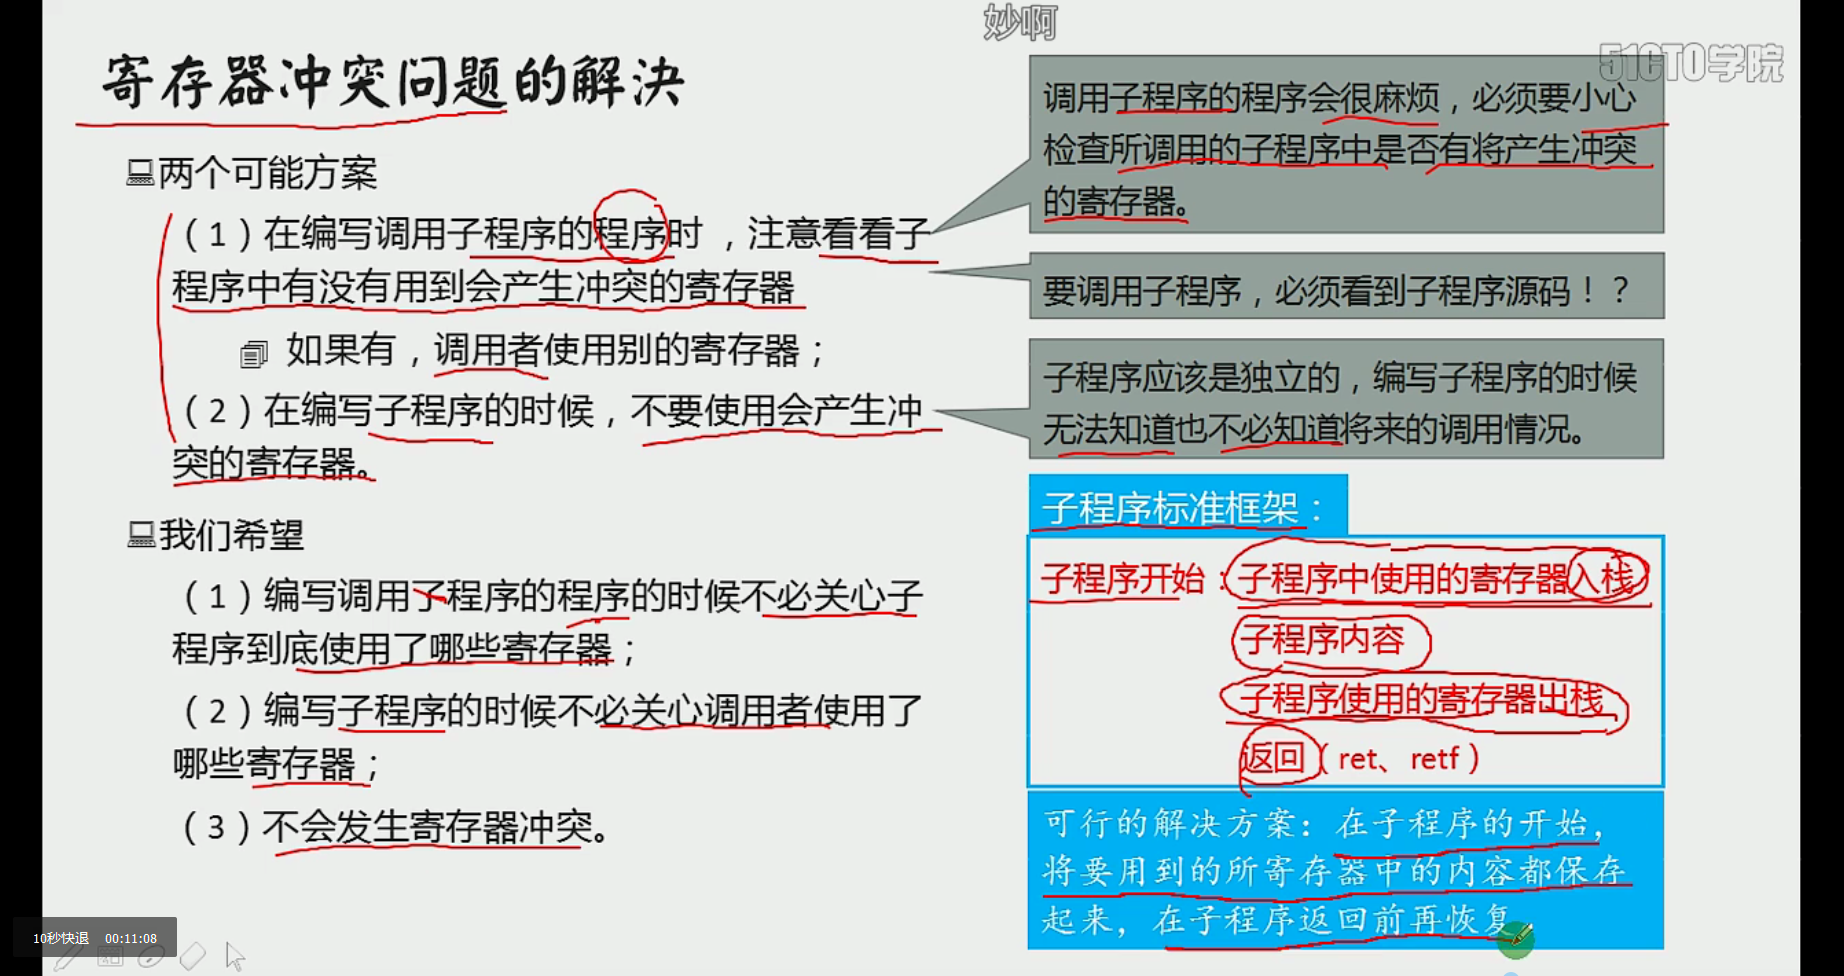 妙啊
51CTO学院
寄存器冲突问题的解决
两个可能方案
（1）在编写调用子程序的程序时，注意看看子
程序中有没有用到会产生冲突的寄存器
如果有，调用者使用别的寄存器；
（2）在编写子程序的时候，不要使用会产生冲
突的寄存器。
我们希望
（1）编写调用子程序的程序的时候不必关心子
程序到底使用了哪些寄存器；
（2）编写子程序的时候不必关心调用者使用了
哪些寄存器；
（3）不会发生寄存器冲突。
调用子程序的程序会很麻烦，必须要小心
检查所调用的子程序中是否有将产生冲突
的寄存器。
要调用子程序，必须看到子程序源码！？
子程序应该是独立的，编写子程序的时候
无法知道也不必知道将来的调用情况。
子程序标准框架：
子程序开始：子程序中使用的寄存器入栈
子程序内容
子程序使用的寄存器出栈
返回（ret、retf）
可行的解决方案：在子程序的开始，
将要用到的所寄存器中的内容都保存
起来，在子程序返回前再恢复
10秒快退 00:11:08